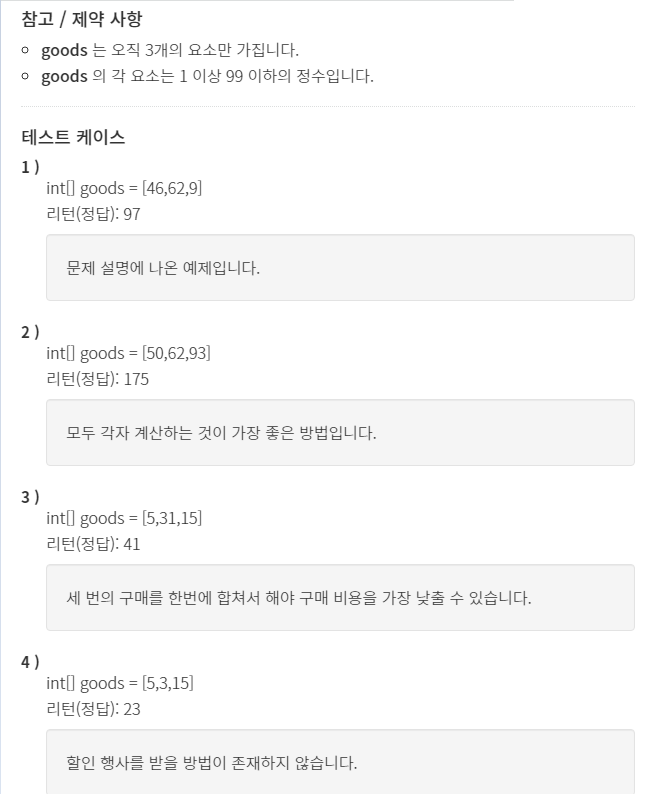 참고 / 제약 사항
goods 는 오직 3개의 요소만 가집니다.
goods 의 각 요소는 1 이상 99 이하의 정수입니다.
테스트 케이스
1 )
int[] goods = [46,62,9]
리턴(정답): 97
문제 설명에 나온 예제입니다.
2 )
int[] goods = [50,62,93]
리턴(정답): 175
모두 각자 계산하는 것이 가장 좋은 방법입니다.
3 )
int[] goods = [5,31,15]
리턴(정답): 41
세 번의 구매를 한번에 합쳐서 해야 구매 비용을 가장 낮출 수 있습니다.
4 )
int[] goods = [5,3,15]
리턴(정답): 23
할인 행사를 받을 방법이 존재하지 않습니다.